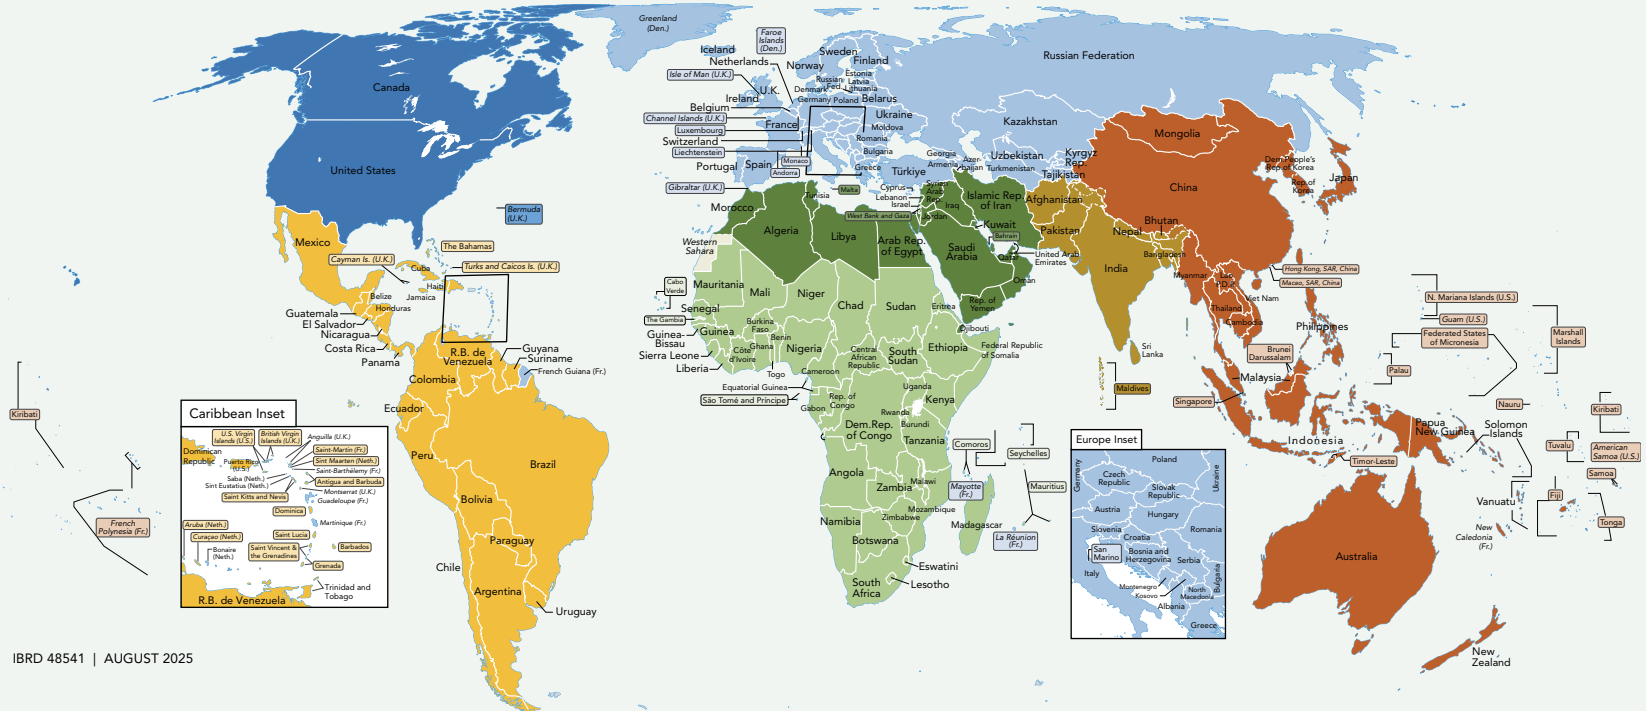 Greenland
(Den.)
Canada
United States
Bermuda
(U.K.)
Mexico
The Bahamas
Cayman Is. (U.K.)
Turks and Caicos Is. (U.K.)
Cuba
Haiti
Belize
Jamaica
Honduras
Guatemala
El Salvador
Nicaragua
Costa Rica
Panama
R.B. de
Venezuela
Guyana
Suriname
French Guiana (Fr.)
Colombia
Ecuador
Peru
Brazil
Bolivia
Paraguay
Chile
Argentina
Uruguay
Kiribati
French
Polynesia (Fr.)
Caribbean Inset
U.S. Virgin
Islands (U.S.)
British Virgin
Islands (U.K.)
Anguilla (U.K.)
Saint-Martin (Fr.)
Sint Maarten (Neth.)
Saint-Barthélemy (Fr.)
Antigua and Barbuda
Montserrat (U.K.)
Guadeloupe (Fr.)
Dominican
Republic
Puerto Rico
(U.S.)
Saba (Neth.)
Sint Eustatius (Neth.)
Saint Kitts and Nevis
Dominica
Martinique (Fr.)
Aruba (Neth.)
Curaçao (Neth.)
Bonaire
(Neth.)
Saint Lucia
Saint Vincent &
the Grenadines
Barbados
Grenada
Trinidad and
Tobago
R.B. de Venezuela
IBRD 48541 | AUGUST 2025
Iceland
Faroe
Islands
(Den.)
Netherlands
Isle of Man (U.K.)
Norway
Sweden
Finland
Estonia
Latvia
Lithuania
Russian
Fed.
Denmark
U.K.
Ireland
Germany
Poland
Belarus
Belgium
Channel Islands (U.K.)
Luxembourg
France
Switzerland
Liechtenstein
Ukraine
Moldova
Romania
Bulgaria
Greece
Monaco
Andorra
Portugal
Spain
Gibraltar (U.K.)
Malta
Türkiye
Georgia
Armenia
Azer-
baijan
Cyprus
Lebanon
Israel
West Bank and Gaza
Syrian
Arab
Rep.
Jordan
Iraq
Islamic Rep.
of Iran
Kuwait
Bahrain
Qatar
United Arab
Emirates
Saudi
Arabia
Oman
Rep. of
Yemen
Russian Federation
Kazakhstan
Uzbekistan
Turkmenistan
Kyrgyz
Rep.
Tajikistan
Afghanistan
Pakistan
India
Nepal
Bhutan
Bangladesh
Sri
Lanka
Maldives
Morocco
Tunisia
Algeria
Libya
Arab Rep.
of Egypt
Western
Sahara
Cabo
Verde
Mauritania
Mali
Niger
Chad
Sudan
Eritrea
Djibouti
Senegal
The Gambia
Guinea-
Bissau
Guinea
Sierra Leone
Liberia
Burkina
Faso
Côte
d'Ivoire
Ghana
Benin
Togo
Nigeria
Cameroon
Central
African
Republic
South
Sudan
Ethiopia
Federal Republic
of Somalia
Equatorial Guinea
São Tomé and Príncipe
Gabon
Rep. of
Congo
Dem.Rep.
of Congo
Uganda
Kenya
Rwanda
Burundi
Tanzania
Comoros
Seychelles
Angola
Zambia
Malawi
Mozambique
Mayotte
(Fr.)
Mauritius
La Réunion
(Fr.)
Madagascar
Namibia
Zimbabwe
Botswana
Eswatini
Lesotho
South
Africa
Europe Inset
Germany
Poland
Ukraine
Czech
Republic
Slovak
Republic
Austria
Hungary
Slovenia
Croatia
Romania
San
Marino
Bosnia and
Herzegovina
Serbia
Italy
Montenegro
Kosovo
Bulgaria
North
Macedonia
Albania
Greece
Mongolia
China
Dem.People's
Rep.of Korea
Rep.of
Korea
Japan
Hong Kong, SAR, China
Macao, SAR, China
Myanmar
Lao
P.D.R.
Thailand
Viet Nam
Cambodia
Philippines
Brunei
Darussalam
Malaysia
Singapore
Indonesia
Timor-Leste
Papua
New Guinea
N. Mariana Islands (U.S.)
Guam (U.S.)
Federated States
of Micronesia
Marshall
Islands
Palau
Nauru
Kiribati
Solomon
Islands
Tuvalu
American
Samoa (U.S.)
Samoa
Vanuatu
Fiji
Tonga
New
Caledonia
(Fr.)
Australia
New
Zealand